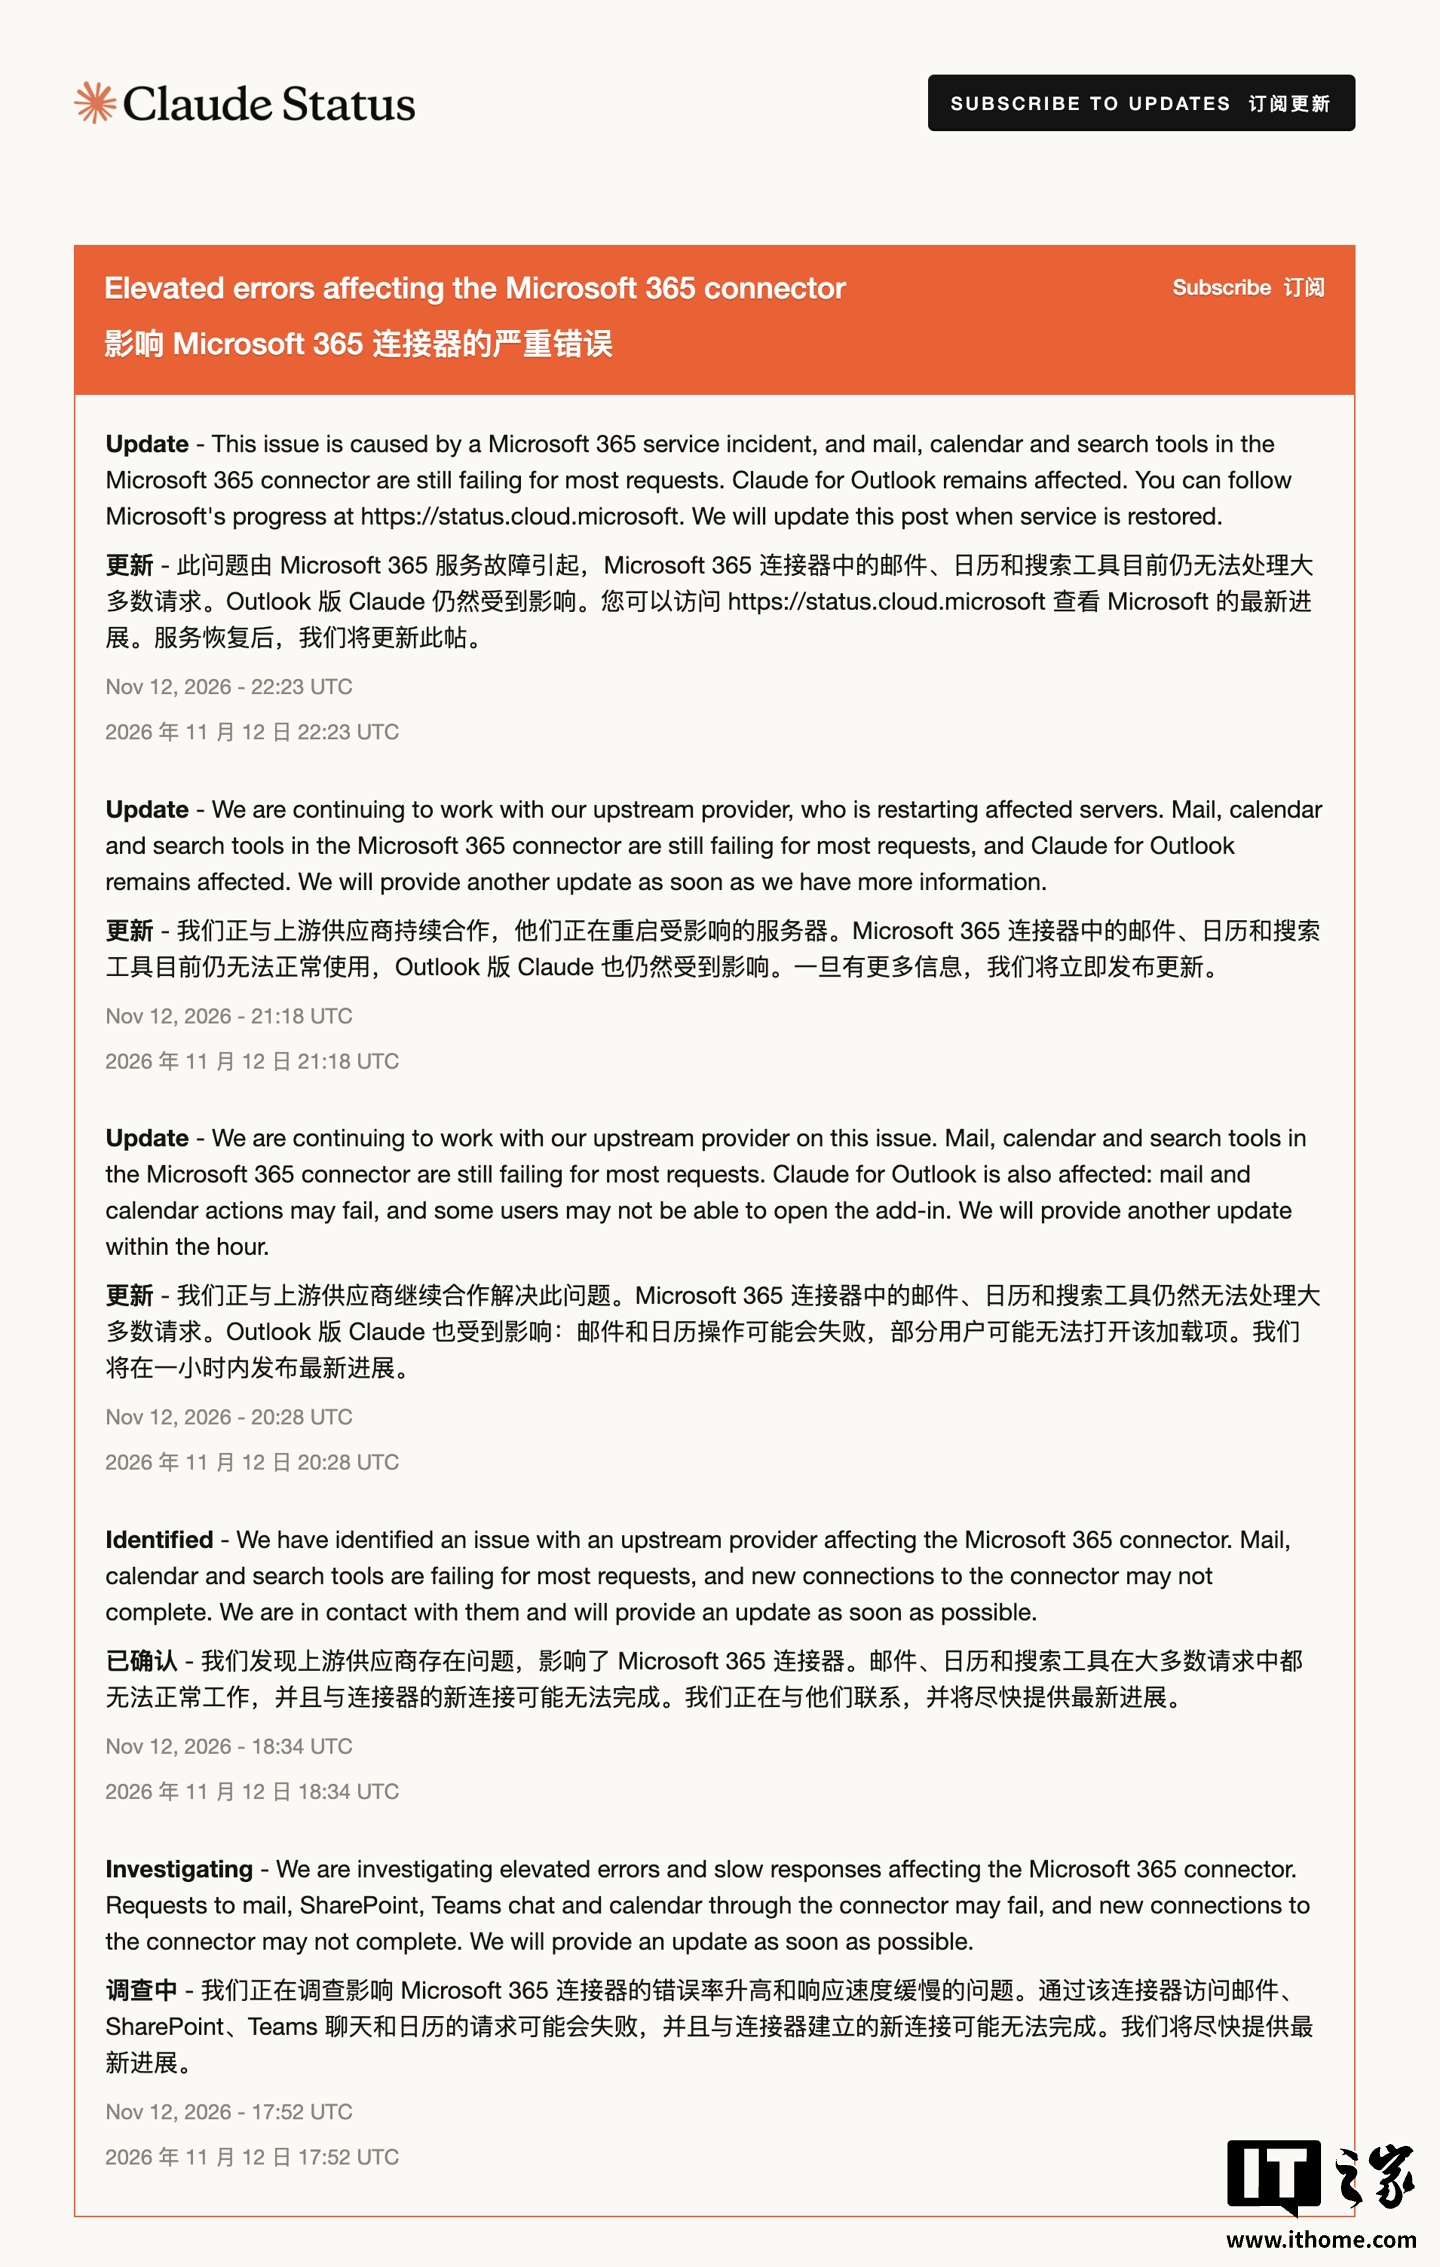 Claude Status
SUBSCRIBE TO UPDATES 订阅更新
Elevated errors affecting the Microsoft 365 connector
Subscribe 订阅
影响 Microsoft 365 连接器的严重错误
Update - This issue is caused by a Microsoft 365 service incident, and mail, calendar and search tools in the
Microsoft 365 connector are still failing for most requests. Claude for Outlook remains affected. You can follow
Microsoft's progress at https://status.cloud.microsoft. We will update this post when service is restored.
更新 - 此问题由 Microsoft 365 服务故障引起，Microsoft 365 连接器中的邮件、日历和搜索工具目前仍无法处理大
多数请求。Outlook 版 Claude 仍然受到影响。您可以访问 https://status.cloud.microsoft 查看 Microsoft 的最新进
展。服务恢复后，我们将更新此帖。
Nov 12, 2026 - 22:23 UTC
2026 年 11 月 12 日 22:23 UTC
Update - We are continuing to work with our upstream provider, who is restarting affected servers. Mail, calendar
and search tools in the Microsoft 365 connector are still failing for most requests, and Claude for Outlook
remains affected. We will provide another update as soon as we have more information.
更新 - 我们正与上游供应商持续合作，他们正在重启受影响的服务器。Microsoft 365 连接器中的邮件、日历和搜索
工具目前仍无法正常使用，Outlook 版 Claude 也仍然受到影响。一旦有更多信息，我们将立即发布更新。
Nov 12, 2026 - 21:18 UTC
2026 年 11 月 12 日 21:18 UTC
Update - We are continuing to work with our upstream provider on this issue. Mail, calendar and search tools in
the Microsoft 365 connector are still failing for most requests. Claude for Outlook is also affected: mail and
calendar actions may fail, and some users may not be able to open the add-in. We will provide another update
within the hour.
更新 - 我们正与上游供应商继续合作解决此问题。Microsoft 365 连接器中的邮件、日历和搜索工具仍然无法处理大
多数请求。Outlook 版 Claude 也受到影响：邮件和日历操作可能会失败，部分用户可能无法打开该加载项。我们
将在一小时内发布最新进展。
Nov 12, 2026 - 20:28 UTC
2026 年 11 月 12 日 20:28 UTC
Identified - We have identified an issue with an upstream provider affecting the Microsoft 365 connector. Mail,
calendar and search tools are failing for most requests, and new connections to the connector may not
complete. We are in contact with them and will provide an update as soon as possible.
已确认 - 我们发现上游供应商存在问题，影响了 Microsoft 365 连接器。邮件、日历和搜索工具在大多数请求中都
无法正常工作，并且与连接器的新连接可能无法完成。我们正在与他们联系，并将尽快提供最新进展。
Nov 12, 2026 - 18:34 UTC
2026 年 11 月 12 日 18:34 UTC
Investigating - We are investigating elevated errors and slow responses affecting the Microsoft 365 connector.
Requests to mail, SharePoint, Teams chat and calendar through the connector may fail, and new connections to
the connector may not complete. We will provide an update as soon as possible.
调查中 - 我们正在调查影响 Microsoft 365 连接器的错误率升高和响应速度缓慢的问题。通过该连接器访问邮件、
SharePoint、Teams 聊天和日历的请求可能会失败，并且与连接器建立的新连接可能无法完成。我们将尽快提供最
新进展。
Nov 12, 2026 - 17:52 UTC
2026 年 11 月 12 日 17:52 UTC
IT之家
www.ithome.com